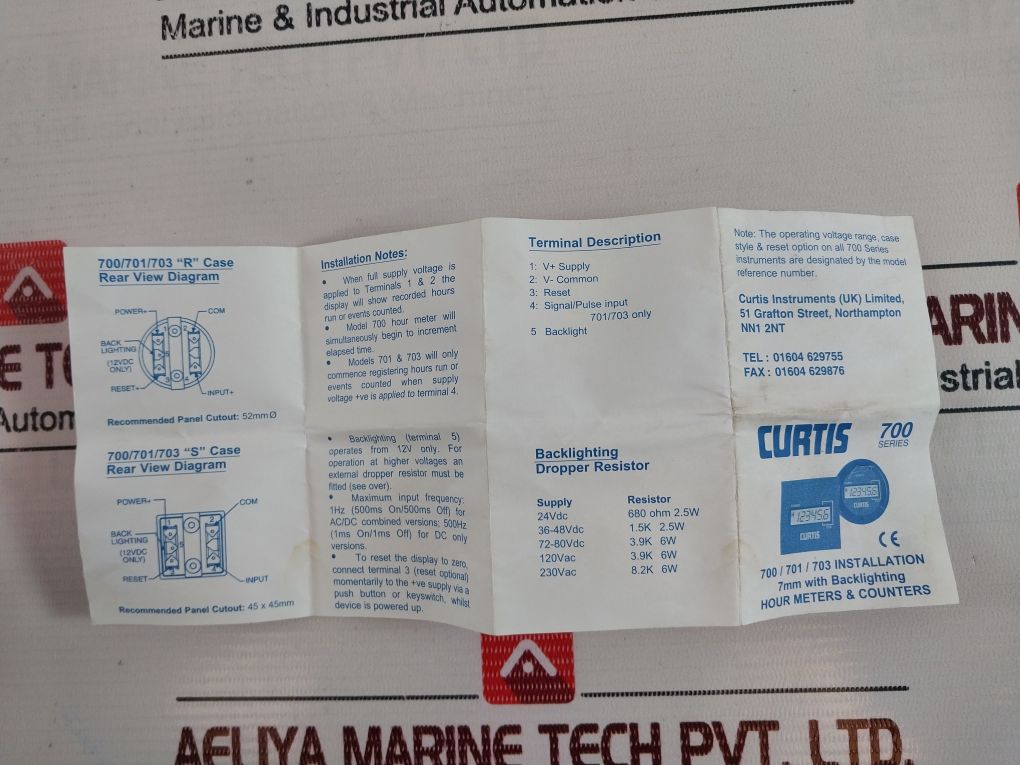 Marine & Industrial Automation
700/701/703 "R" Case
Rear View Diagram
POWER+
COM
BACK
LIGHTING
(12VDC
ONLY)
RESET+
INPUT+
Recommended Panel Cutout: 52mm Ø
700/701/703 "S" Case
Rear View Diagram
POWER+
COM
BACK
LIGHTING
(12VDC
ONLY)
RESET
INPUT
Recommended Panel Cutout: 45 x 45mm
Installation Notes:
• When full supply voltage is
applied to Terminals 1 & 2 the
display will show recorded hours
run or events counted.
• Model 700 hour meter will
simultaneously begin to increment
elapsed time.
• Models 701 & 703 will only
commence registering hours run or
events counted when supply
voltage +ve is applied to terminal 4.
• Backlighting (terminal 5)
operates from 12V only. For
operation at higher voltages an
external dropper resistor must be
fitted (see over).
• Maximum input frequency:
1Hz (500ms On/500ms Off) for
AC/DC combined versions; 500Hz
(1ms On/1ms Off) for DC only
versions.
• To reset the display to zero,
connect terminal 3 (reset optional)
momentarily to the +ve supply via a
push button or keyswitch, whilst
device is powered up.
Terminal Description
1: V+ Supply
2: V- Common
3: Reset
4: Signal/Pulse input
701/703 only
5 Backlight
Backlighting
Dropper Resistor
Supply Resistor
24Vdc 680 ohm 2.5W
36-48Vdc 1.5K 2.5W
72-80Vdc 3.9K 6W
120Vac 3.9K 6W
230Vac 8.2K 6W
Note: The operating voltage range, case
style & reset option on all 700 Series
instruments are designated by the model
reference number.
Curtis Instruments (UK) Limited,
51 Grafton Street, Northampton
NN1 2NT
TEL : 01604 629755
FAX : 01604 629876
CURTIS 700
SERIES
12345.6
CURTIS
12345.6
CURTIS
CE
700 / 701 / 703 INSTALLATION
7mm with Backlighting
HOUR METERS & COUNTERS
E TE
Autom
ARIN
strial
AELIYA MARINE TECH PVT. LTD.